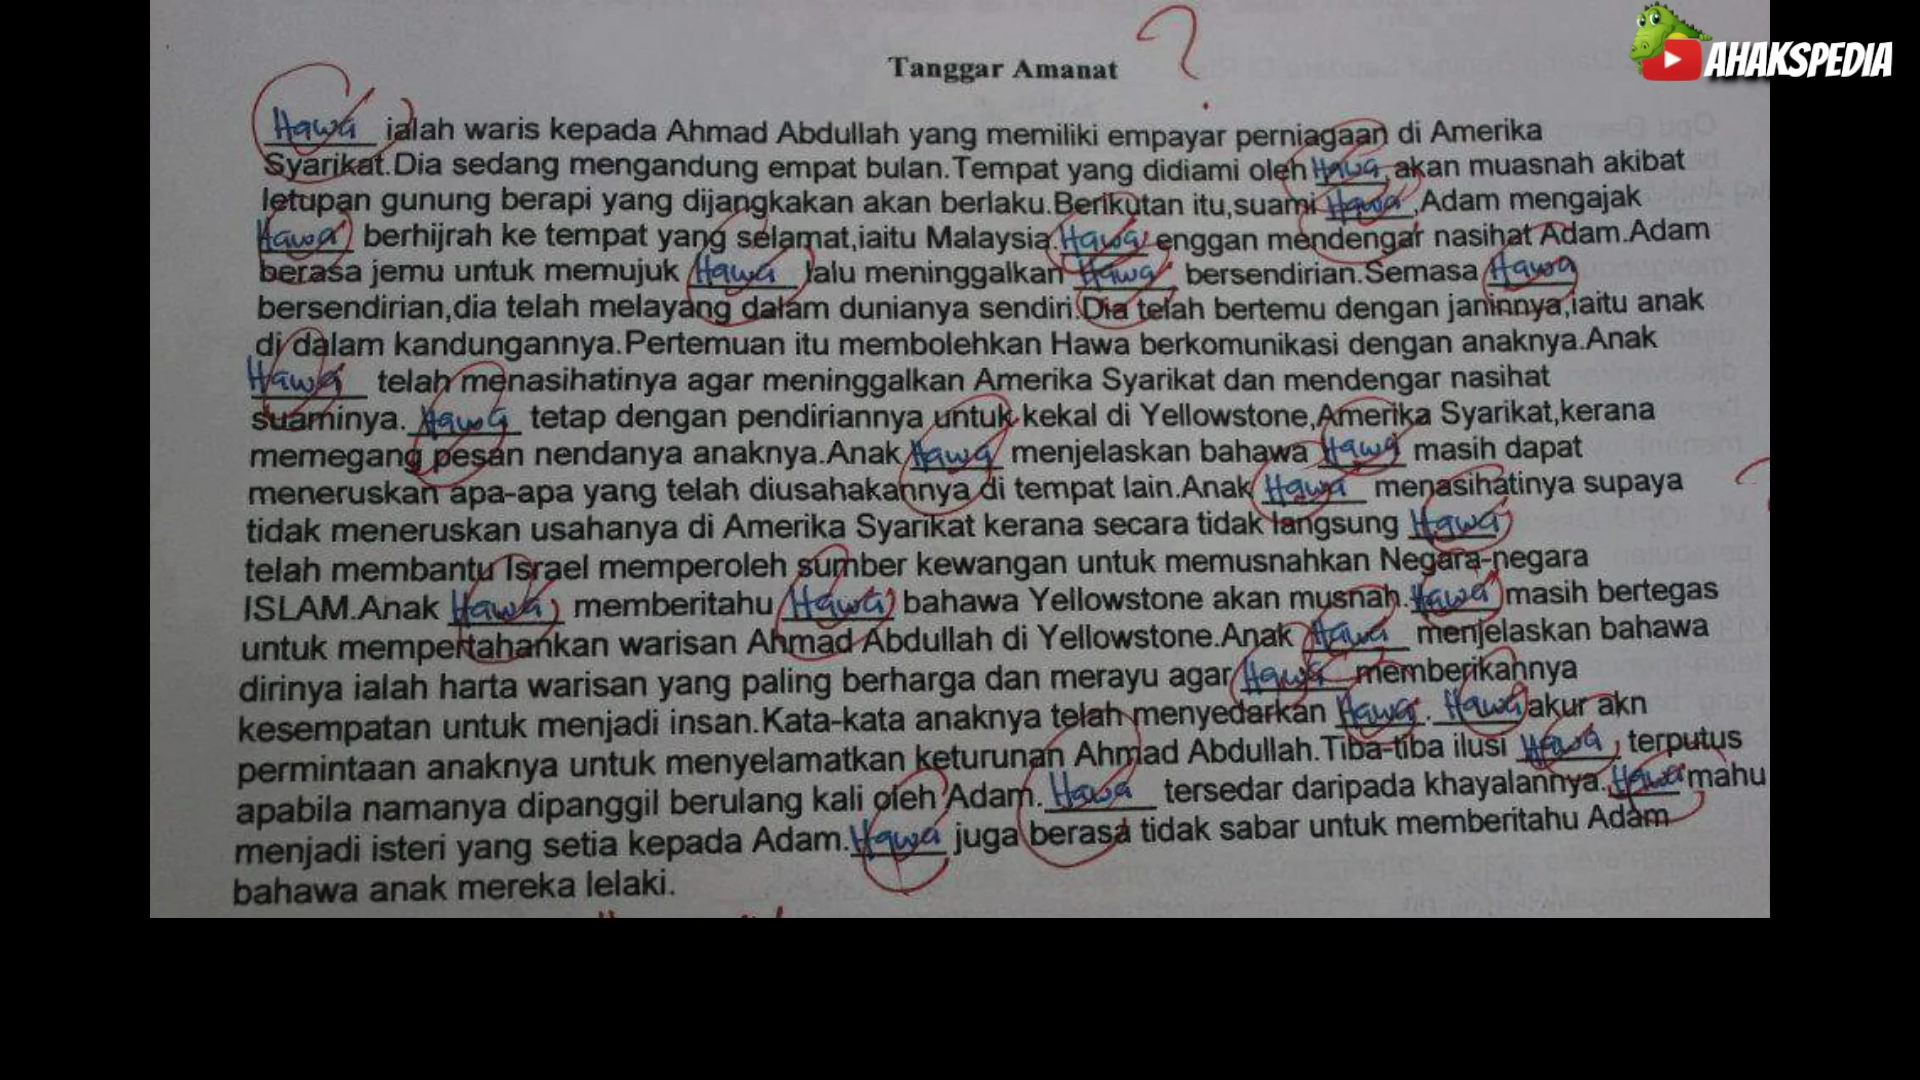 AHAKSPEDIA
Tanggar Amanat ?
Hawa ialah waris kepada Ahmad Abdullah yang memiliki empayar perniagaan di Amerika
Syarikat.Dia sedang mengandung empat bulan.Tempat yang didiami oleh Hawa akan muasnah akibat
letupan gunung berapi yang dijangkakan akan berlaku.Berikutan itu,suami Hawa ,Adam mengajak
Hawa berhijrah ke tempat yang selamat,iaitu Malaysia.Hawa enggan mendengar nasihat Adam.Adam
berasa jemu untuk memujuk Hawa lalu meninggalkan Hawa bersendirian.Semasa Hawa
bersendirian,dia telah melayang dalam dunianya sendiri.Dia telah bertemu dengan janinnya,iaitu anak
di dalam kandungannya.Pertemuan itu membolehkan Hawa berkomunikasi dengan anaknya.Anak
Hawa telah menasihatinya agar meninggalkan Amerika Syarikat dan mendengar nasihat
suaminya. Hawa tetap dengan pendiriannya untuk kekal di Yellowstone,Amerika Syarikat,kerana
memegang pesan nendanya anaknya.Anak Hawa menjelaskan bahawa Hawa masih dapat
meneruskan apa-apa yang telah diusahakannya di tempat lain.Anak Hawa menasihatinya supaya
tidak meneruskan usahanya di Amerika Syarikat kerana secara tidak langsung Hawa
telah membantu Israel memperoleh sumber kewangan untuk memusnahkan Negara-negara
ISLAM.Anak Hawa memberitahu Hawa bahawa Yellowstone akan musnah.Hawa masih bertegas
untuk mempertahankan warisan Ahmad Abdullah di Yellowstone.Anak Hawa menjelaskan bahawa
dirinya ialah harta warisan yang paling berharga dan merayu agar Hawa memberikannya
kesempatan untuk menjadi insan.Kata-kata anaknya telah menyedarkan Hawa. Hawa akur akn
permintaan anaknya untuk menyelamatkan keturunan Ahmad Abdullah.Tiba-tiba ilusi Hawa terputus
apabila namanya dipanggil berulang kali oleh Adam. Hawa tersedar daripada khayalannya.Hawa mahu
menjadi isteri yang setia kepada Adam.Hawa juga berasa tidak sabar untuk memberitahu Adam
bahawa anak mereka lelaki.